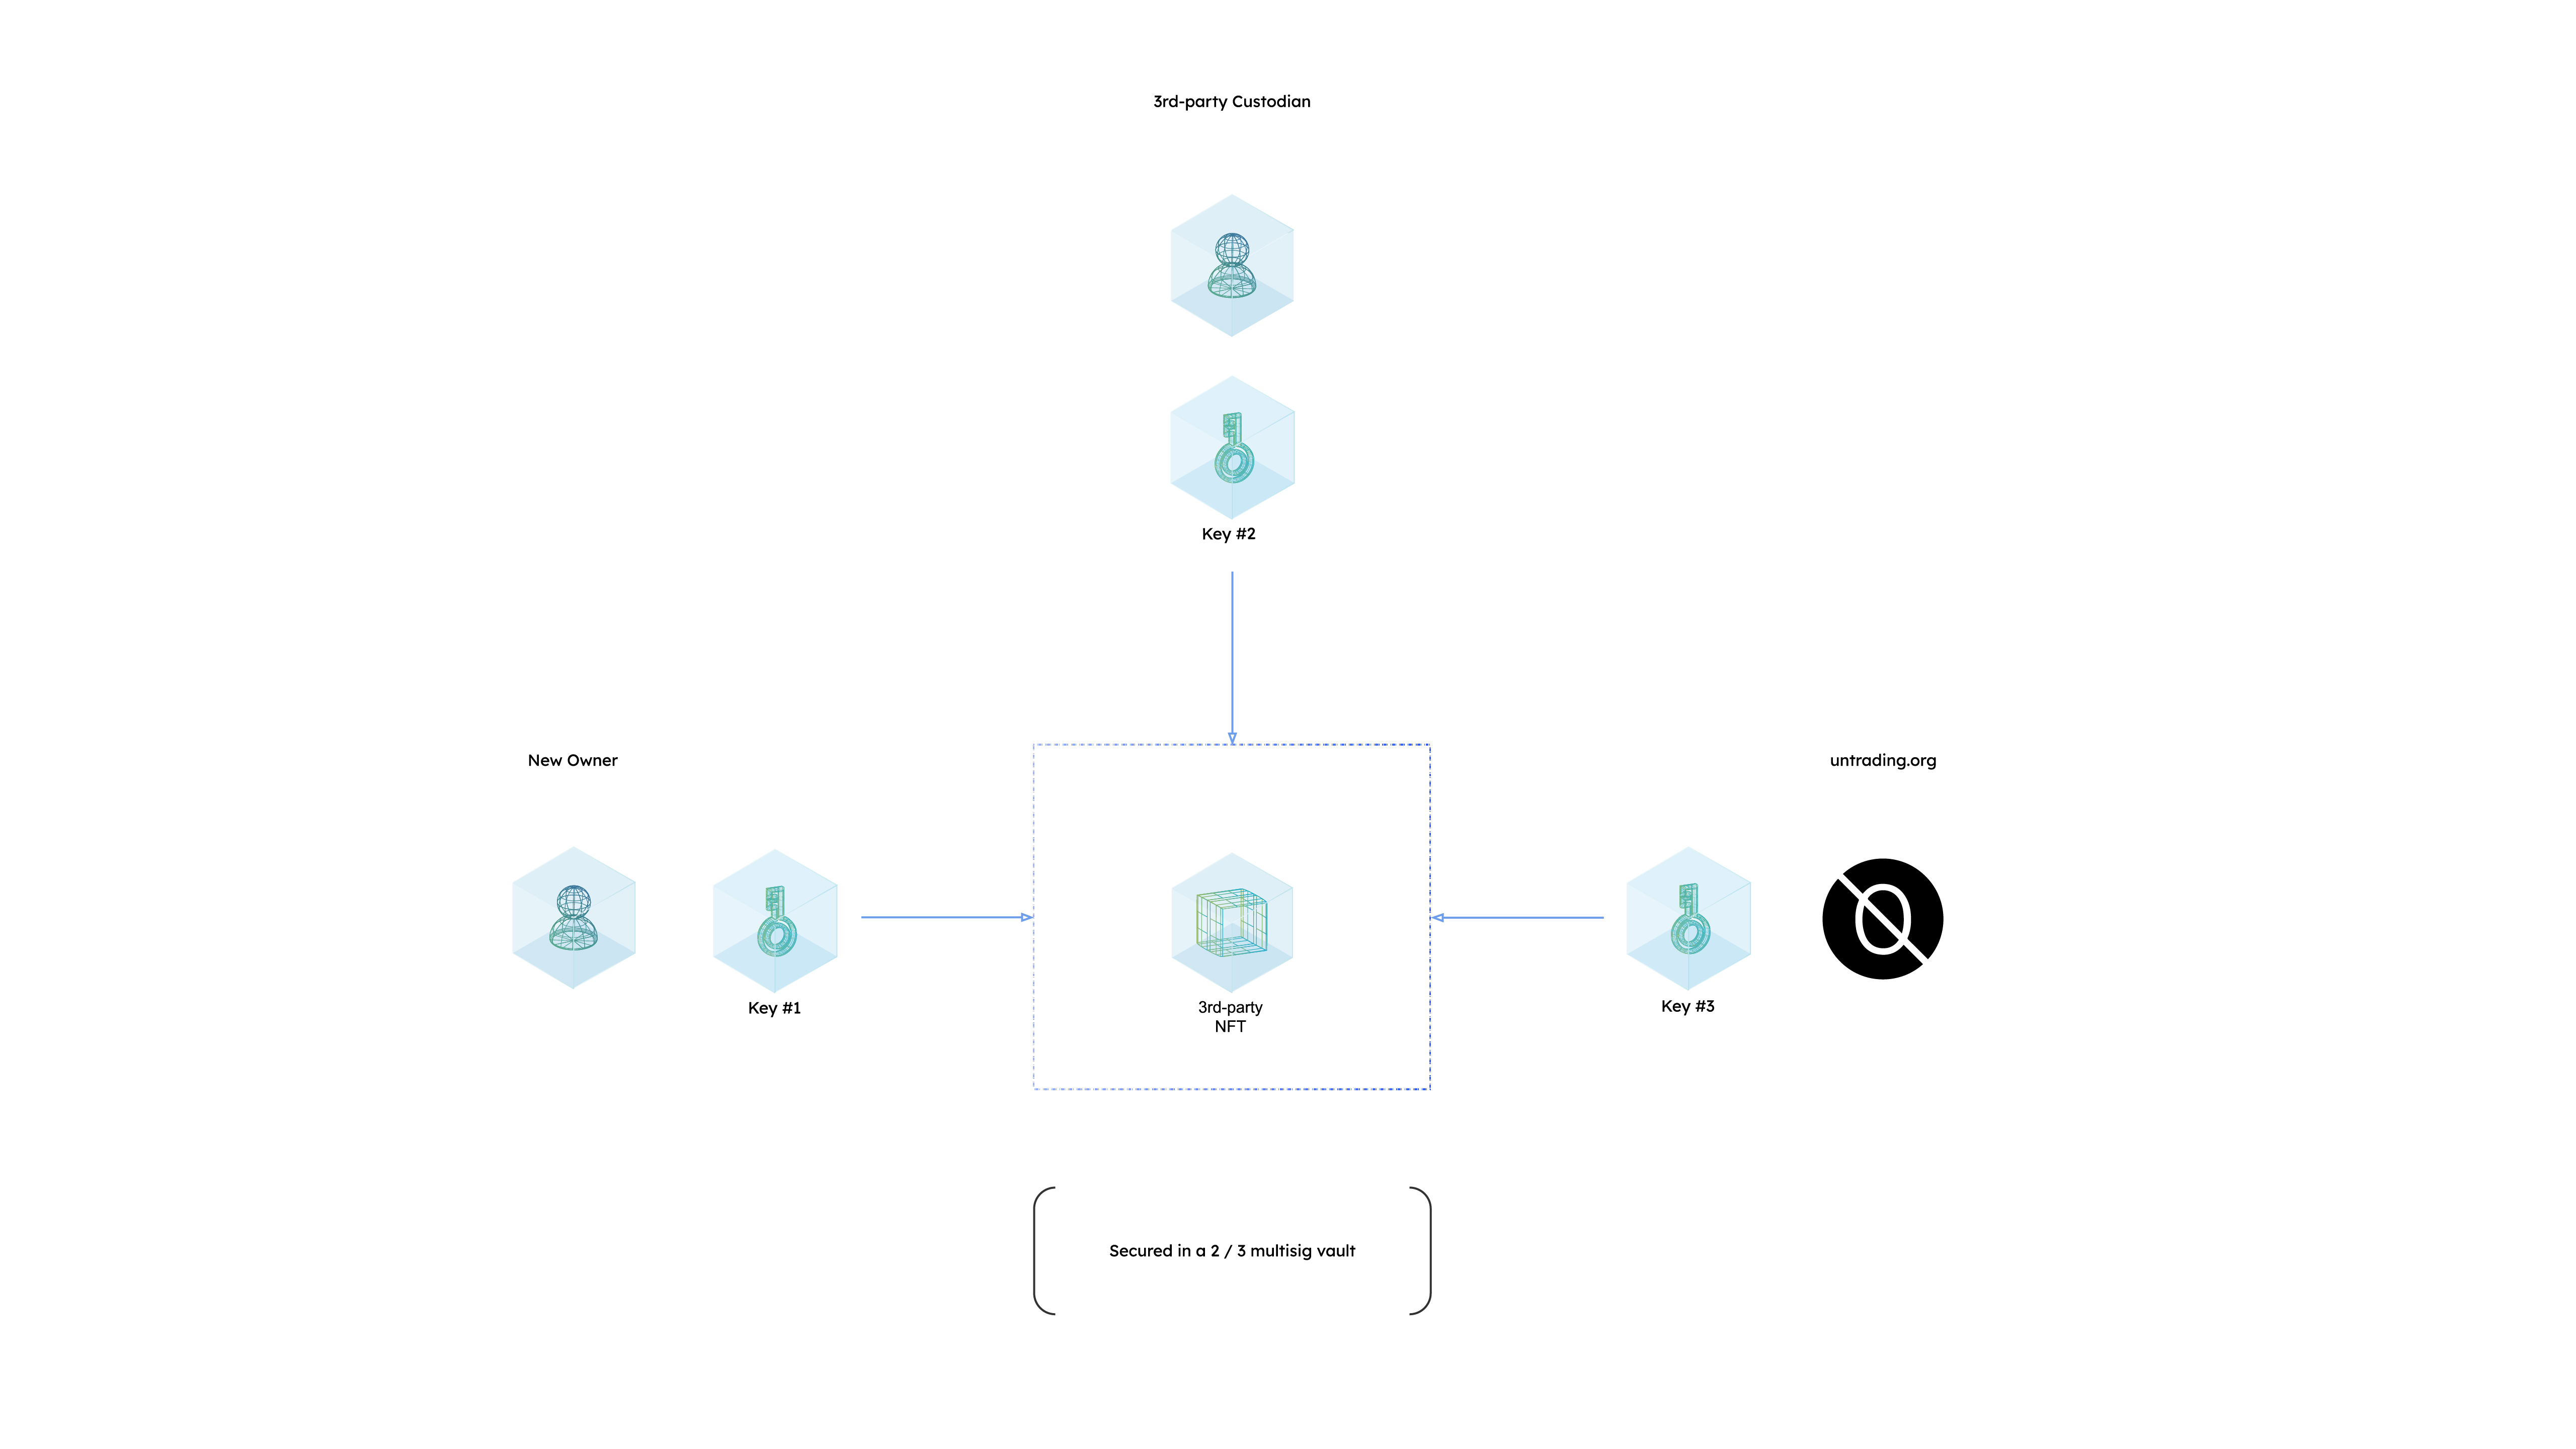 3rd-party Custodian
Key #2
New Owner
untrading.org
Key #1
3rd-party
NFT
Key #3
Secured in a 2 / 3 multisig vault